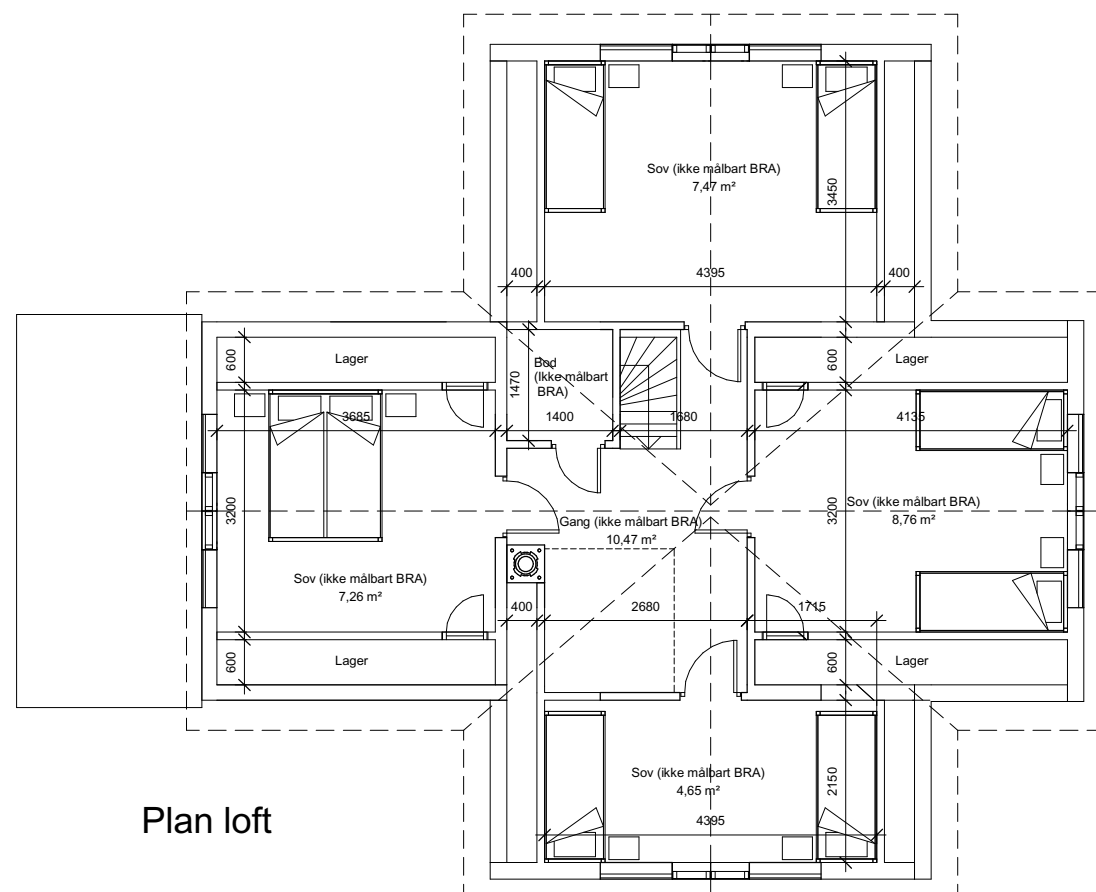 Sov (ikke målbart BRA)
7,47 m²
3450
400
4395
400
600
Lager
Bod
(Ikke målbart
BRA)
1470
600
Lager
3685
1400
1680
4135
3200
3200
Sov (ikke målbart BRA)
8,76 m²
Gang (ikke målbart BRA)
10,47 m²
Sov (ikke målbart BRA)
7,26 m²
400
2680
1715
600
Lager
600
Lager
Sov (ikke målbart BRA)
4,65 m²
2150
4395
Plan loft